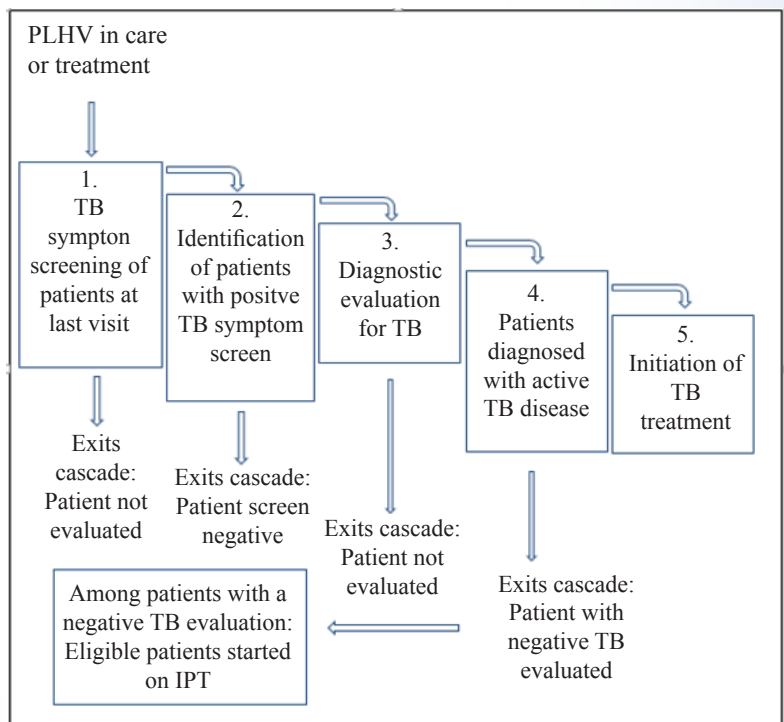 PLHV in care
or treatment
1.
TB
sympton
screening of
patients at
last visit
2.
Identification
of patients
with positve
TB symptom
screen
3.
Diagnostic
evaluation
for TB
4.
Patients
diagnosed
with active
TB disease
5.
Initiation of
TB
treatment
Exits
cascade:
Patient not
evaluated
Exits cascade:
Patient screen
negative
Exits cascade:
Patient not
evaluated
Exits cascade:
Patient with
negative TB
evaluated
Among patients with a
negative TB evaluation:
Eligible patients started
on IPT